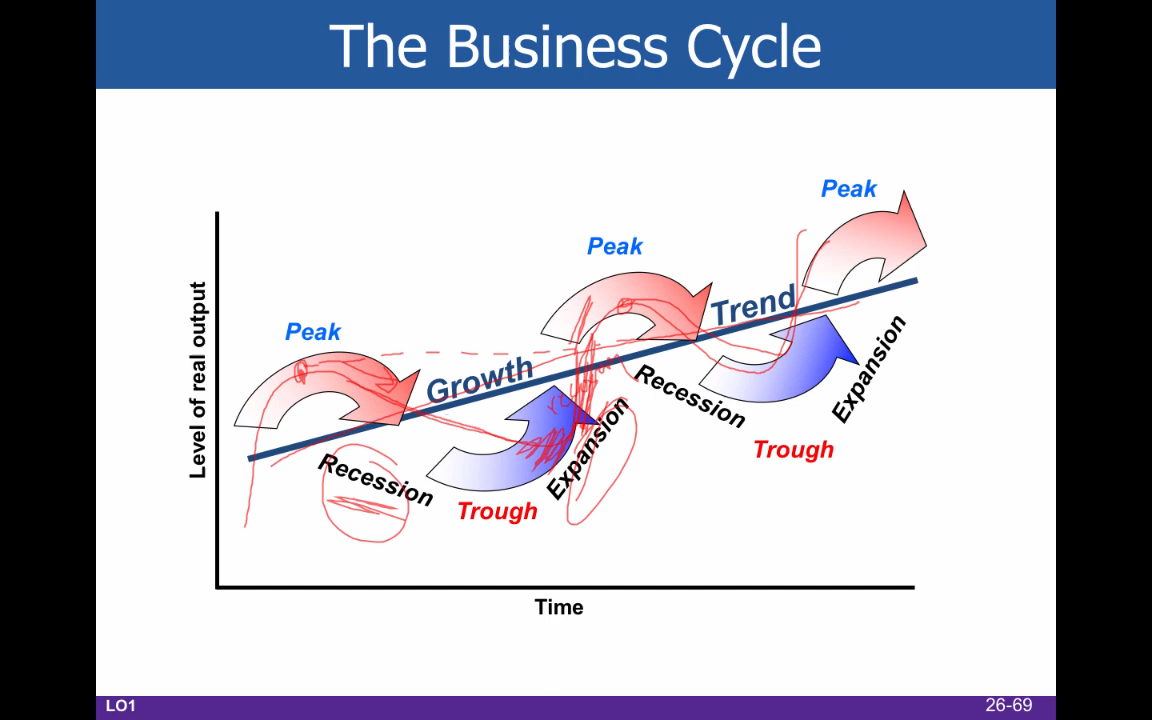 The Business Cycle
Peak
Peak
Peak
Level of real output
Growth
Trend
Recession
Trough
Expansion
Recession
Trough
Expansion
Time
LO1
26-69